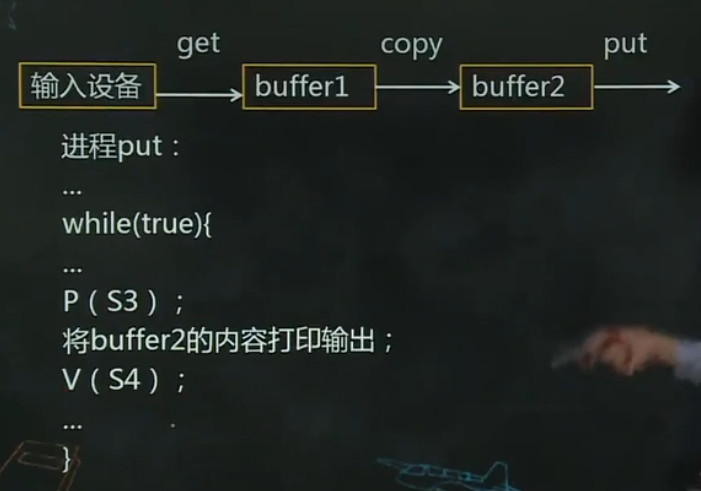 get copy put
输入设备 buffer1 buffer2
进程put：
...
while(true){
...
P（S3）；
将buffer2的内容打印输出；
V（S4）；
...
}